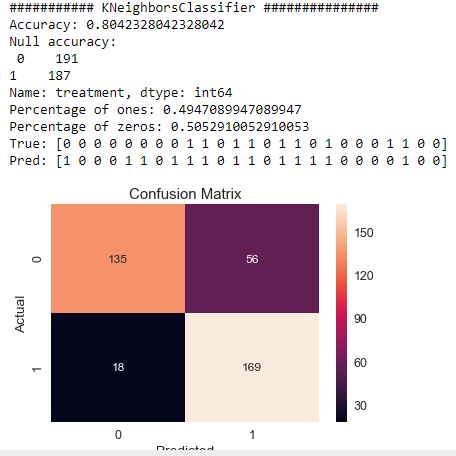 ########### KNeighborsClassifier ###############
Accuracy: 0.8042328042328042
Null accuracy:
0    191
1    187
Name: treatment, dtype: int64
Percentage of ones: 0.4947089947089947
Percentage of zeros: 0.5052910052910053
True: [0 0 0 0 0 0 0 0 1 1 0 1 1 0 1 1 0 1 0 0 0 1 1 0 0]
Pred: [1 0 0 0 1 1 0 1 1 1 0 1 1 0 1 1 1 1 0 0 0 0 1 0 0]
Confusion Matrix
0
135
56
1
18
169
Actual
0
1
Predicted
150
120
90
60
30